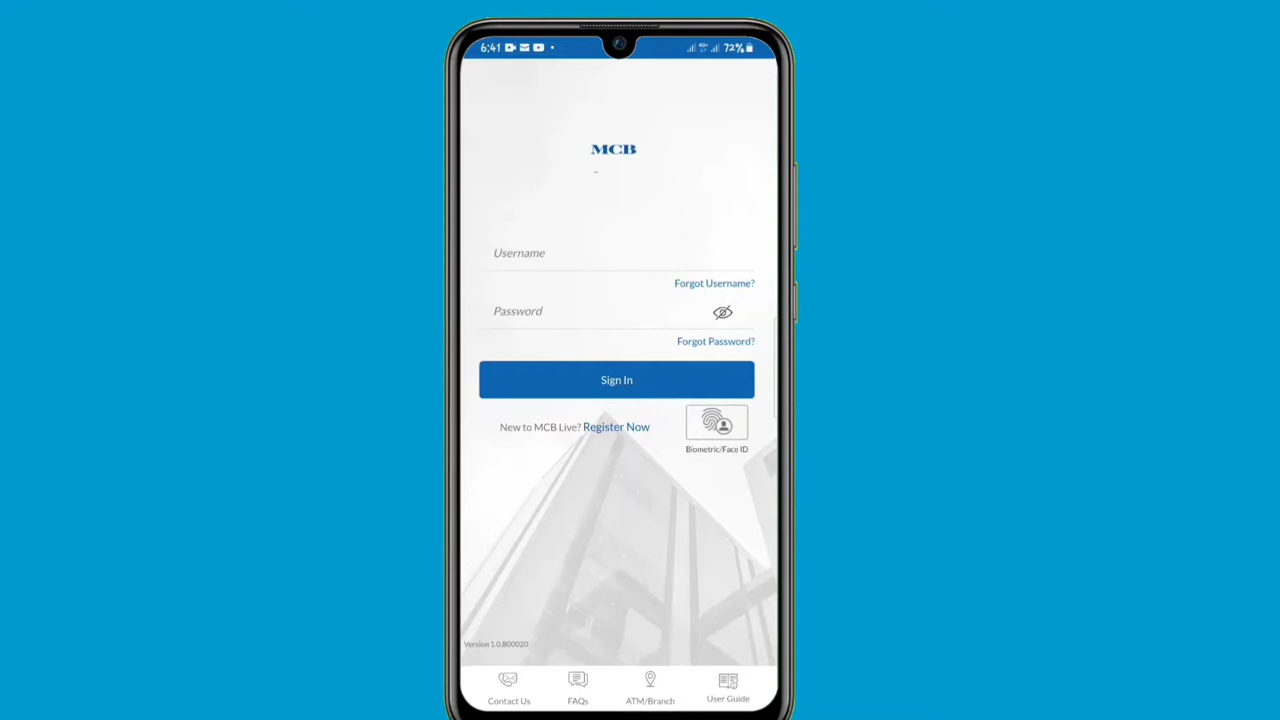 6:41 72%
MCB
Username
Forgot Username?
Password
Forgot Password?
Sign In
New to MCB Live? Register Now
Biometric/Face ID
Version 1.0.800020
Contact Us FAQs ATM/Branch User Guide